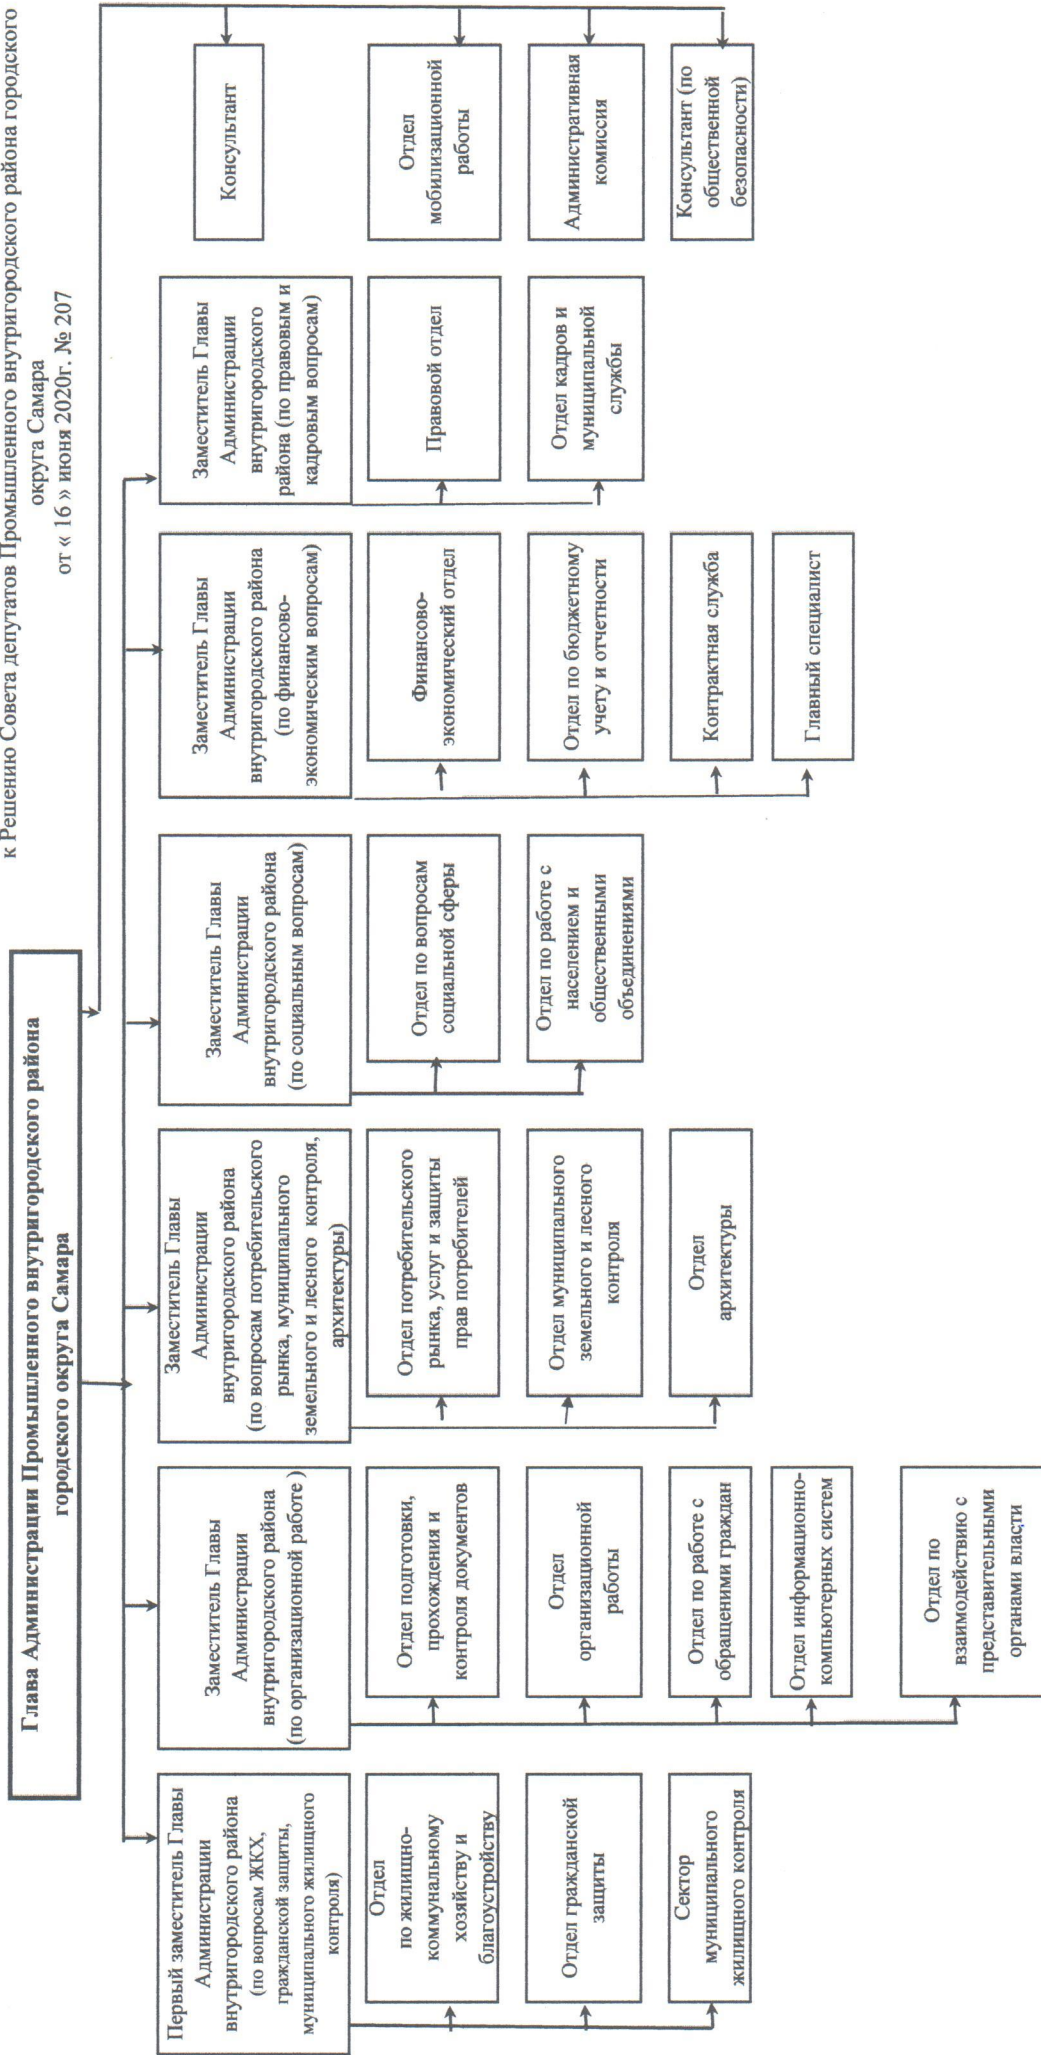 к Решению Совета депутатов Промышленного внутригородского района городского
округа Самара
от « 16 » июня 2020г. № 207
Глава Администрации Промышленного внутригородского района
городского округа Самара
Первый заместитель Главы
Администрации
внутригородского района
(по вопросам ЖКХ,
гражданской защиты,
муниципального жилищного
контроля)
Отдел
по жилищно-
коммунальному
хозяйству и
благоустройству
Отдел гражданской
защиты
Сектор
муниципального
жилищного контроля
Заместитель Главы
Администрации
внутригородского района
(по организационной работе )
Отдел подготовки,
прохождения и
контроля документов
Отдел
организационной
работы
Отдел по работе с
обращениями граждан
Отдел информационно-
компьютерных систем
Отдел по
взаимодействию с
представительными
органами власти
Заместитель Главы
Администрации
внутригородского района
(по вопросам потребительского
рынка, муниципального
земельного и лесного контроля,
архитектуры)
Отдел потребительского
рынка, услуг и защиты
прав потребителей
Отдел муниципального
земельного и лесного
контроля
Отдел
архитектуры
Заместитель Главы
Администрации
внутригородского района
(по социальным вопросам)
Отдел по вопросам
социальной сферы
Отдел по работе с
населением и
общественными
объединениями
Заместитель Главы
Администрации
внутригородского района
(по финансово-
экономическим вопросам)
Финансово-
экономический отдел
Отдел по бюджетному
учету и отчетности
Контрактная служба
Главный специалист
Заместитель Главы
Администрации
внутригородского
района (по правовым и
кадровым вопросам)
Правовой отдел
Отдел кадров и
муниципальной
службы
Консультант
Отдел
мобилизационной
работы
Административная
комиссия
Консультант (по
общественной
безопасности)